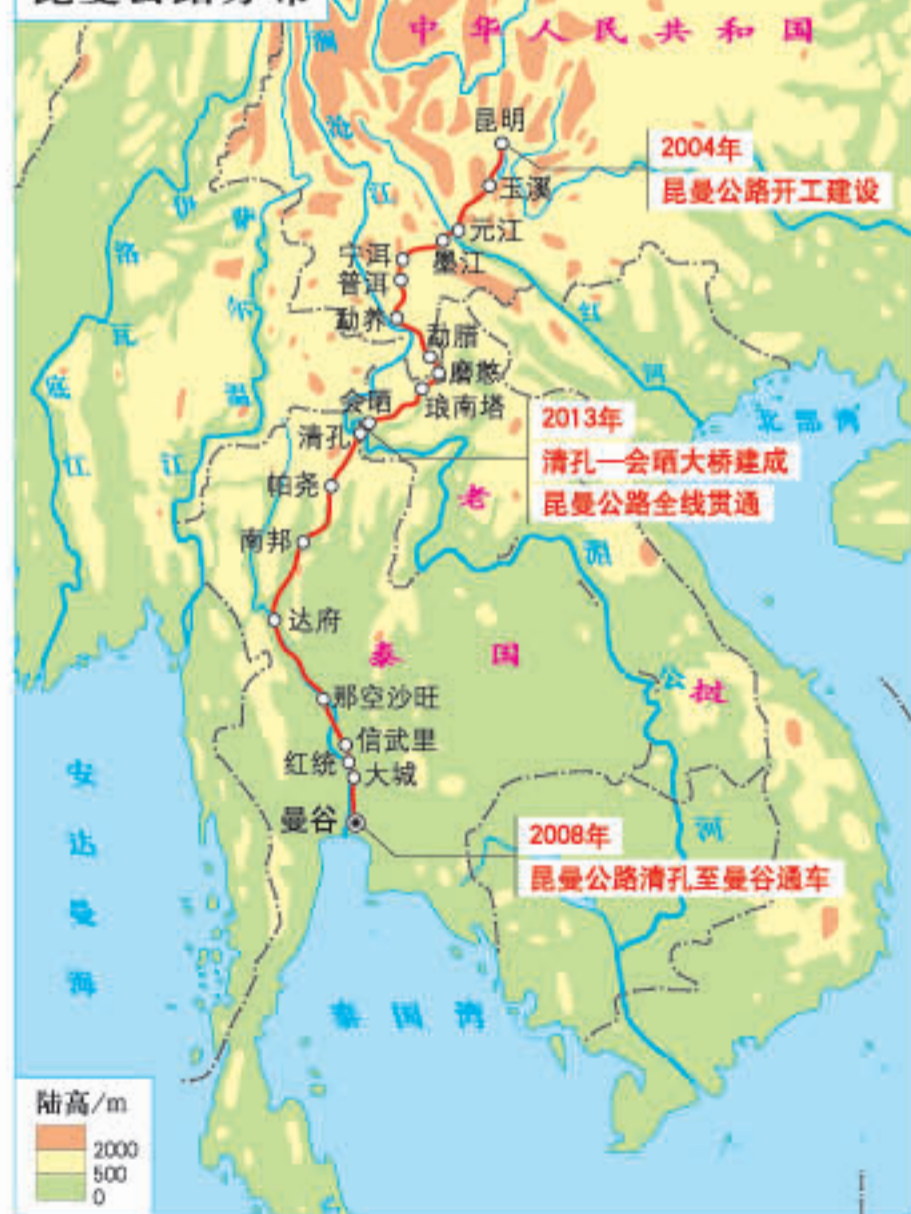 昆曼公路分布
中华人民共和国
澜
沧
江
昆明
2004年
昆曼公路开工建设
玉溪
元江
墨江
宁洱
普洱
勐养
勐腊
磨憨
琅南塔
会晒
清孔
2013年
清孔—会晒大桥建成
昆曼公路全线贯通
伊
洛
瓦
底
江
萨
尔
温
江
红
河
北部湾
帕尧
南邦
老
挝
湄
公
河
达府
泰国
那空沙旺
信武里
红统
大城
曼谷
2008年
昆曼公路清孔至曼谷通车
安
达
曼
海
泰国湾
陆高/m
2000
500
0